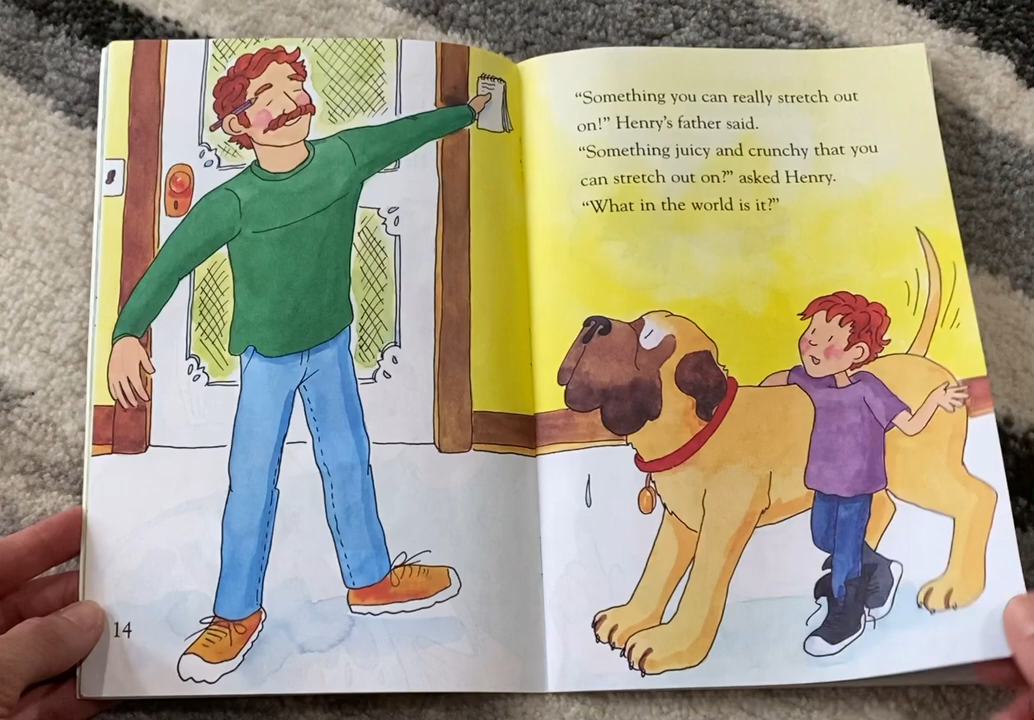 “Something you can really stretch out
on!” Henry’s father said.
“Something juicy and crunchy that you
can stretch out on?” asked Henry.
“What in the world is it?”
14